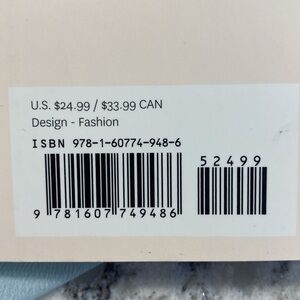 U.S. $24.99 / $33.99 CAN
Design - Fashion
ISBN 978-1-60774-948-6
52499
9 781607 749486